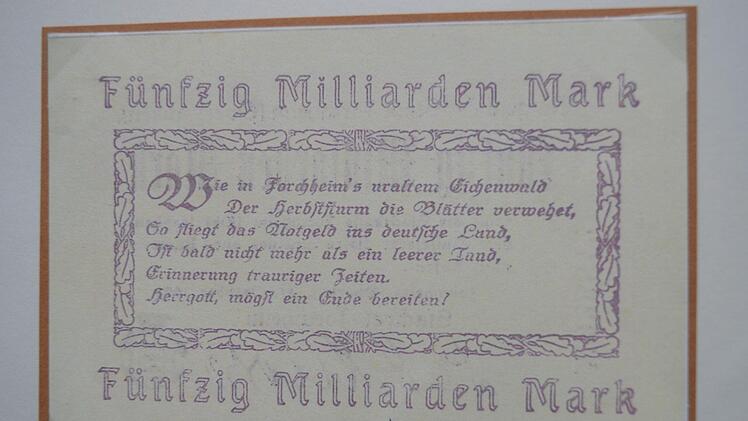 Fünfzig Milliarden Mark
Wie in Forchheim's uraltem Eichenwald
Der Herbststurm die Blätter verwehet,
So fliegt das Notgeld ins deutsche Land,
Ist bald nicht mehr als ein leerer Tand,
Erinnerung trauriger Zeiten.
Herrgott, mögst ein Ende bereiten!
Fünfzig Milliarden Mark